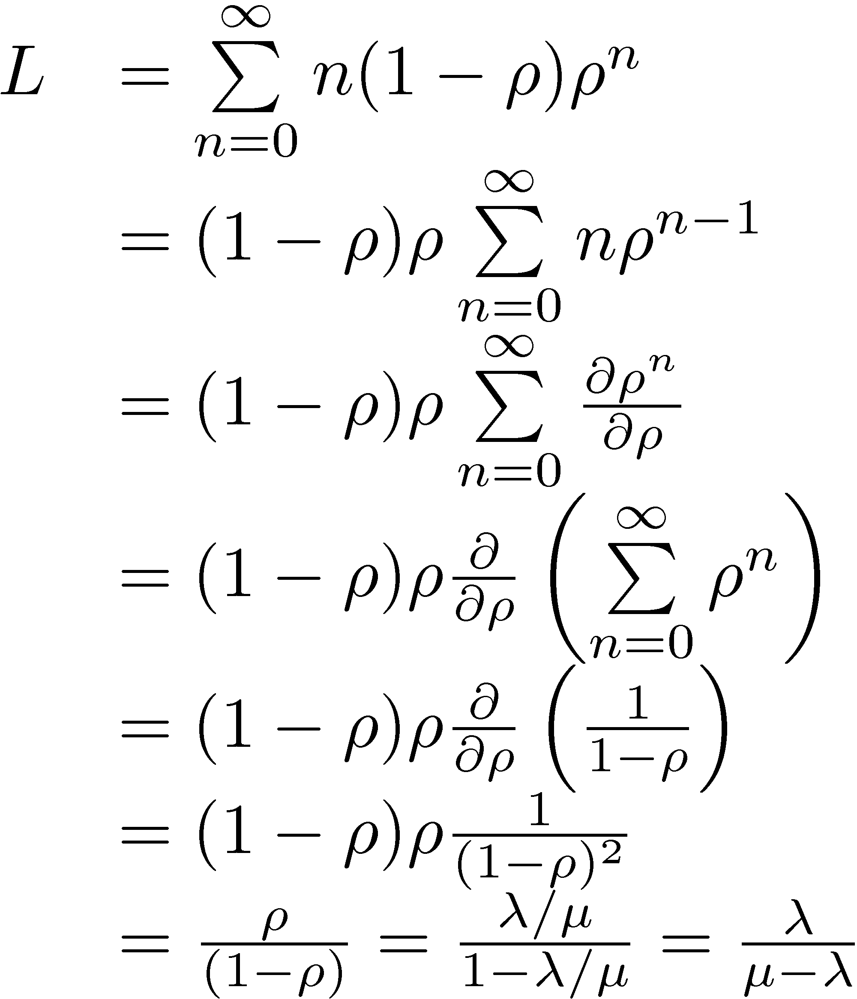 L = \sum_{n=0}^{\infty} n(1-\rho)\rho^n
= (1-\rho)\rho \sum_{n=0}^{\infty} n\rho^{n-1}
= (1-\rho)\rho \sum_{n=0}^{\infty} \frac{\partial \rho^n}{\partial \rho}
= (1-\rho)\rho \frac{\partial}{\partial \rho} \left( \sum_{n=0}^{\infty} \rho^n \right)
= (1-\rho)\rho \frac{\partial}{\partial \rho} \left( \frac{1}{1-\rho} \right)
= (1-\rho)\rho \frac{1}{(1-\rho)^2}
= \frac{\rho}{(1-\rho)} = \frac{\lambda/\mu}{1-\lambda/\mu} = \frac{\lambda}{\mu-\lambda}